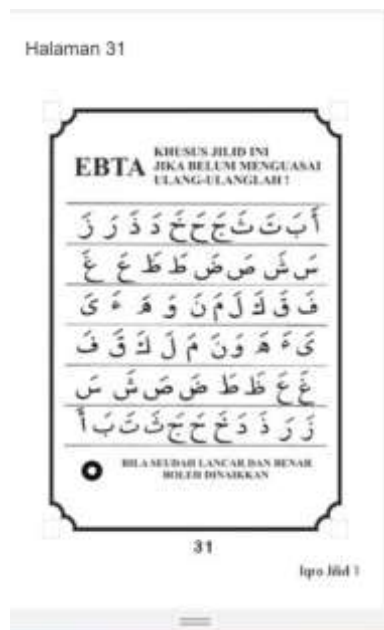 Halaman 31
EBTA
KHUSUS JILID INI
JIKA BELUM MENGUASAI
ULANG-ULANGLAH !
أَ بَ تَ ثَ جَ حَ خَ دَ ذَ رَ زَ
سَ شَ صَ ضَ طَ ظَ عَ غَ
فَ قَ كَ لَ مَ نَ وَ هَ ءَ يَ
يَ ءَ هَ وَ نَ مَ لَ كَ قَ فَ
غَ عَ ظَ طَ ضَ صَ شَ سَ
زَ رَ ذَ دَ خَ حَ جَ ثَ تَ بَ أَ
BILA SEUDAH LANCAR DAN BENAR
BOLEH DINAIKKAN
31
Iqro Jilid 1